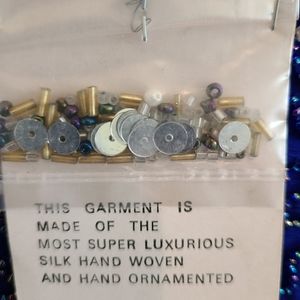 THIS GARMENT IS
MADE OF THE
MOST SUPER LUXURIOUS
SILK HAND WOVEN
AND HAND ORNAMENTED